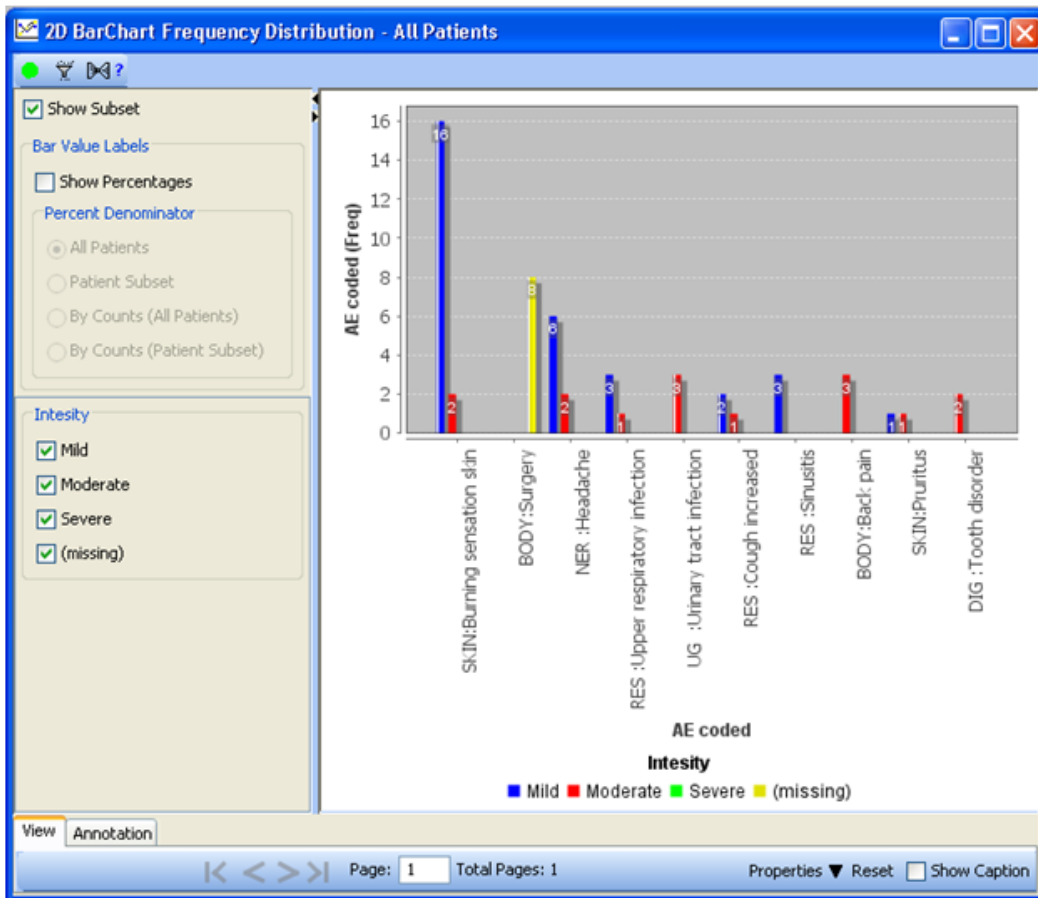 2D BarChart Frequency Distribution - All Patients
?
Show Subset
Bar Value Labels
Show Percentages
Percent Denominator
All Patients
Patient Subset
By Counts (All Patients)
By Counts (Patient Subset)
Intesity
Mild
Moderate
Severe
(missing)
AE coded (Freq)
16
14
12
10
8
6
4
2
0
16
2
8
6
2
3
1
3
2
1
3
3
1
1
2
SKIN:Burning sensation skin
BODY:Surgery
NER :Headache
RES :Upper respiratory infection
UG :Urinary tract infection
RES :Cough increased
RES :Sinusitis
BODY:Back pain
SKIN:Pruritus
DIG :Tooth disorder
AE coded
Intesity
Mild Moderate Severe (missing)
View Annotation
Page: 1 Total Pages: 1 Properties ▼ Reset Show Caption